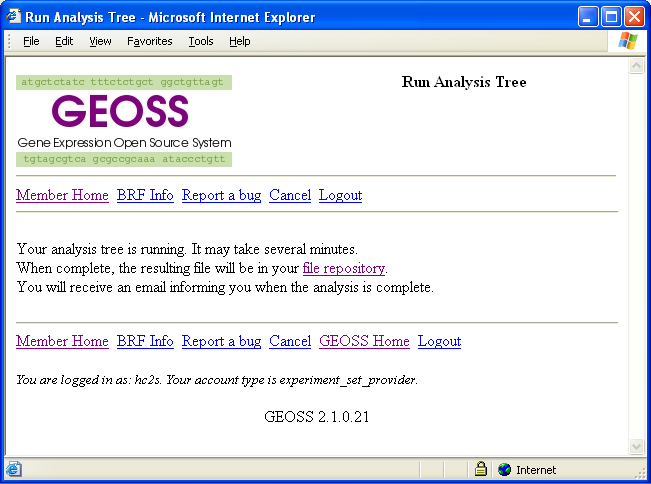 Run Analysis Tree - Microsoft Internet Explorer
File Edit View Favorites Tools Help
atgctctatc tttctctgct ggctgttagt
Run Analysis Tree
GEOSS
Gene Expression Open Source System
tgtagcgtca gcgccgcaaa ataccctgtt
Member Home BRF Info Report a bug Cancel Logout
Your analysis tree is running. It may take several minutes.
When complete, the resulting file will be in your file repository.
You will receive an email informing you when the analysis is complete.
Member Home BRF Info Report a bug Cancel GEOSS Home Logout
You are logged in as: hc2s. Your account type is experiment_set_provider.
GEOSS 2.1.0.21
Internet